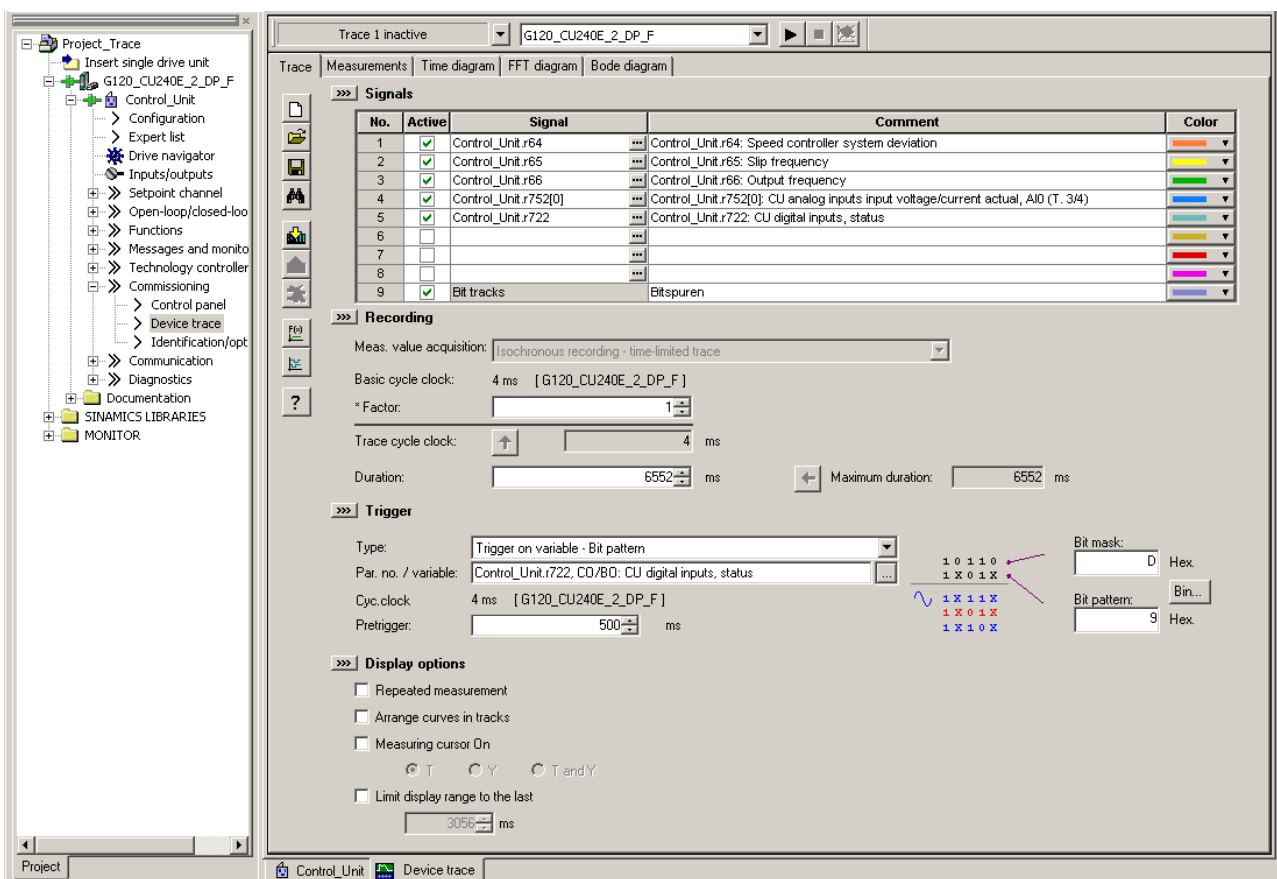 Project_Trace
Insert single drive unit
G120_CU240E_2_DP_F
Control_Unit
Configuration
Expert list
Drive navigator
Inputs/outputs
Setpoint channel
Open-loop/closed-loo
Functions
Messages and monito
Technology controller
Commissioning
Control panel
Device trace
Identification/opt
Communication
Diagnostics
Documentation
SINAMICS LIBRARIES
MONITOR
Project
Trace 1 inactive G120_CU240E_2_DP_F
Trace Measurements Time diagram FFT diagram Bode diagram
Signals
No. Active Signal Comment Color
1 Control_Unit.r64 ... Control_Unit.r64: Speed controller system deviation
2 Control_Unit.r65 ... Control_Unit.r65: Slip frequency
3 Control_Unit.r66 ... Control_Unit.r66: Output frequency
4 Control_Unit.r752[0] ... Control_Unit.r752[0]: CU analog inputs input voltage/current actual, AI0 (T. 3/4)
5 Control_Unit.r722 ... Control_Unit.r722: CU digital inputs, status
6 ...
7 ...
8 ...
9 Bit tracks Bitspuren
Recording
Meas. value acquisition: Isochronous recording - time-limited trace
Basic cycle clock: 4 ms [ G120_CU240E_2_DP_F ]
* Factor: 1
Trace cycle clock: 4 ms
Duration: 6552 ms Maximum duration: 6552 ms
Trigger
Type: Trigger on variable - Bit pattern
Par. no. / variable: Control_Unit.r722, CO/BO: CU digital inputs, status ...
Cyc.clock 4 ms [ G120_CU240E_2_DP_F ]
Pretrigger: 500 ms
1 0 1 1 0
1 X 0 1 X
1 X 1 1 X
1 X 0 1 X
1 X 1 0 X
Bit mask:
D Hex.
Bin...
Bit pattern:
9 Hex.
Display options
Repeated measurement
Arrange curves in tracks
Measuring cursor On
T Y T and Y
Limit display range to the last
3056 ms
Control_Unit Device trace